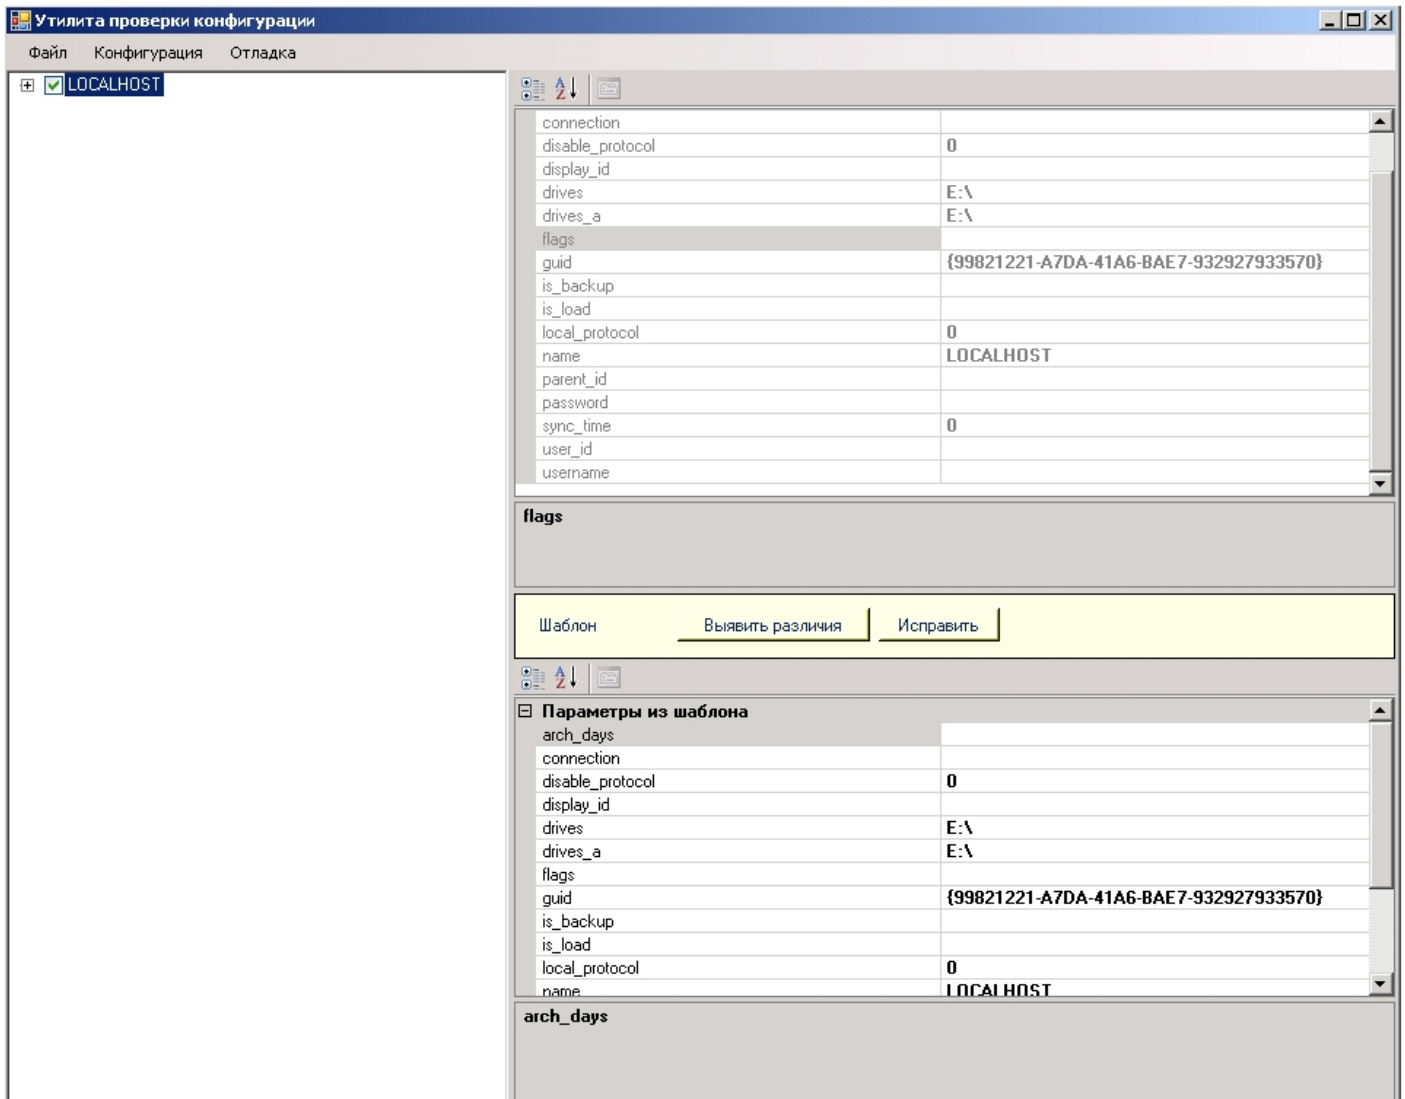 Утилита проверки конфигурации
Файл Конфигурация Отладка
LOCALHOST
connection
disable_protocol 0
display_id
drives E:\
drives_a E:\
flags
guid {99821221-A7DA-41A6-BAE7-932927933570}
is_backup
is_load
local_protocol 0
name LOCALHOST
parent_id
password
sync_time 0
user_id
username
flags
Шаблон Выявить различия Исправить
Параметры из шаблона
arch_days
connection
disable_protocol 0
display_id
drives E:\
drives_a E:\
flags
guid {99821221-A7DA-41A6-BAE7-932927933570}
is_backup
is_load
local_protocol 0
name LOCALHOST
arch_days